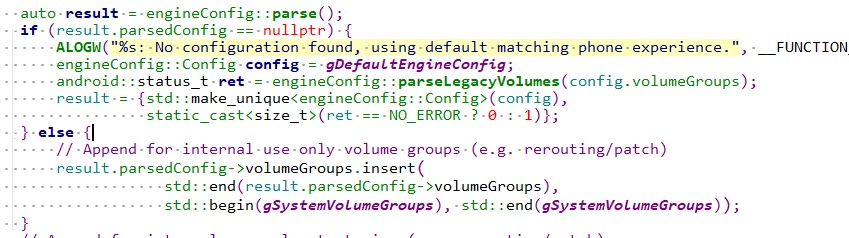 auto result = engineConfig::parse();
if (result.parsedConfig == nullptr) {
ALOGW("%s: No configuration found, using default matching phone experience.", __FUNCTION_
engineConfig::Config config = gDefaultEngineConfig;
android::status_t ret = engineConfig::parseLegacyVolumes(config.volumeGroups);
result = {std::make_unique<engineConfig::Config>(config),
static_cast<size_t>(ret == NO_ERROR ? 0 : 1)};
} else {
// Append for internal use only volume groups (e.g. rerouting/patch)
result.parsedConfig->volumeGroups.insert(
std::end(result.parsedConfig->volumeGroups),
std::begin(gSystemVolumeGroups), std::end(gSystemVolumeGroups));
}